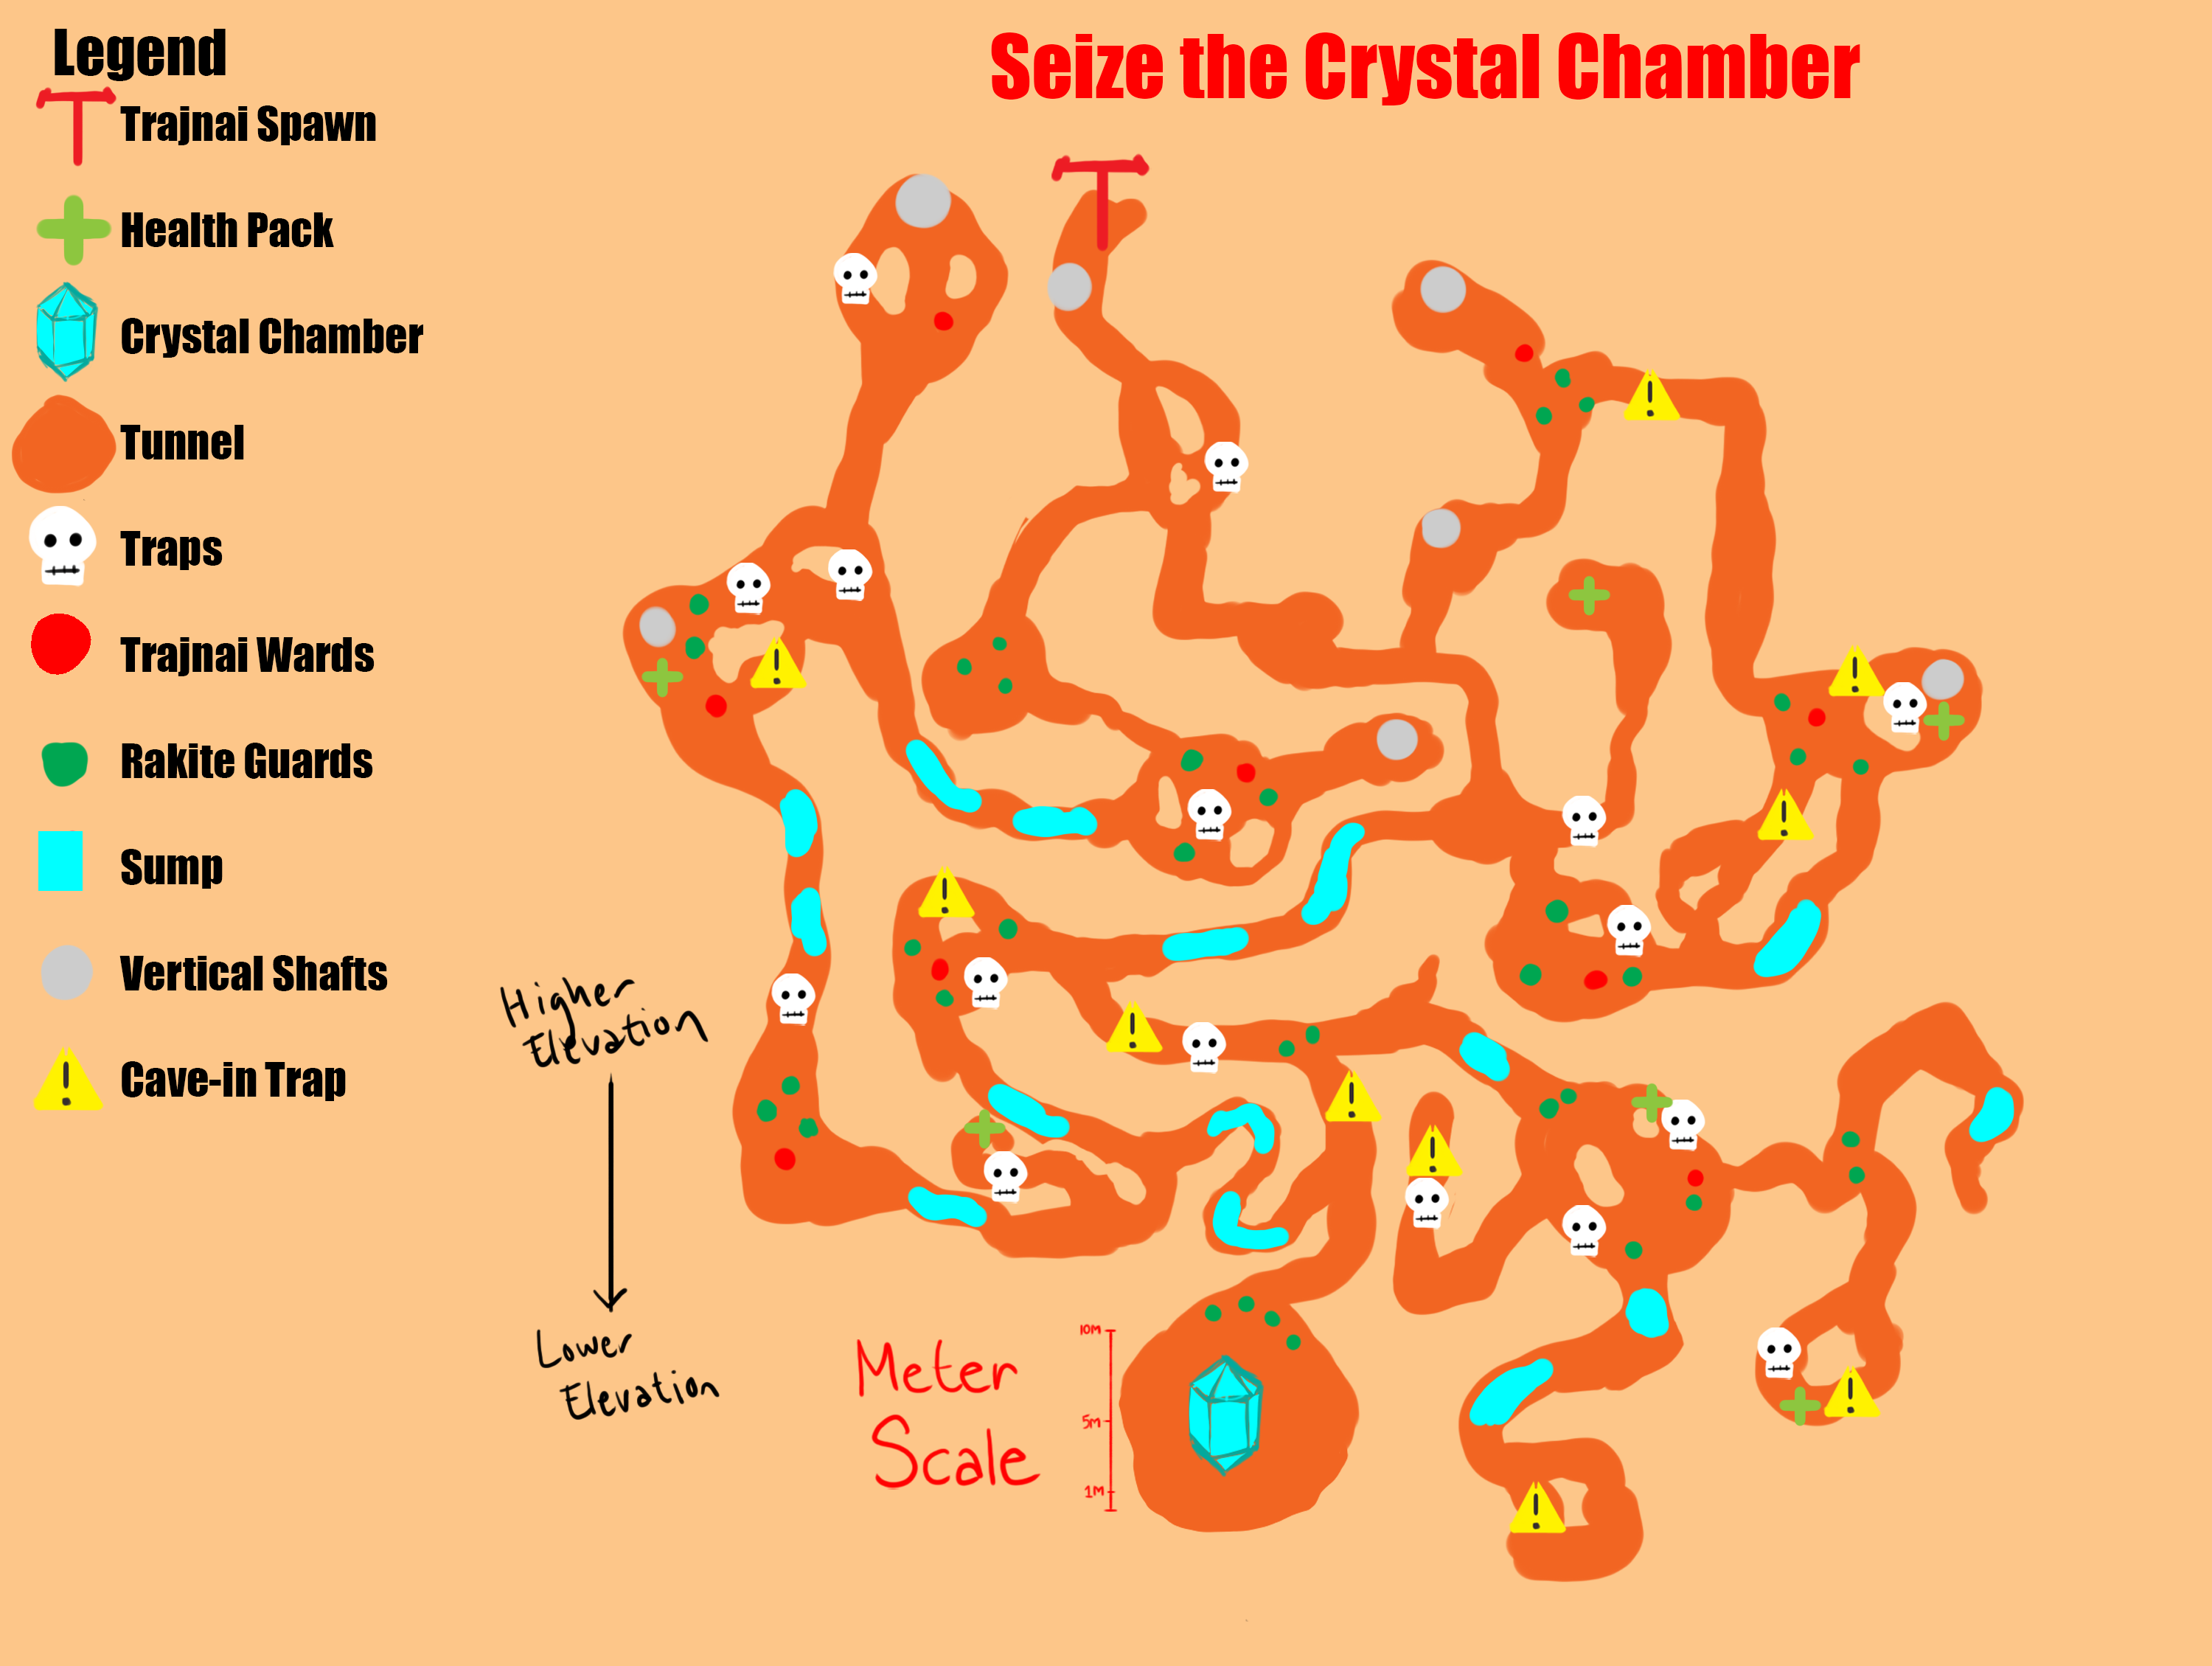 Legend
Seize the Crystal Chamber
Trajnai Spawn
Health Pack
Crystal Chamber
Tunnel
Traps
Trajnai Wards
Rakite Guards
Sump
Vertical Shafts
Cave-in Trap
Higher
Elevation
Lower
Elevation
Meter
Scale
10M
5M
1M